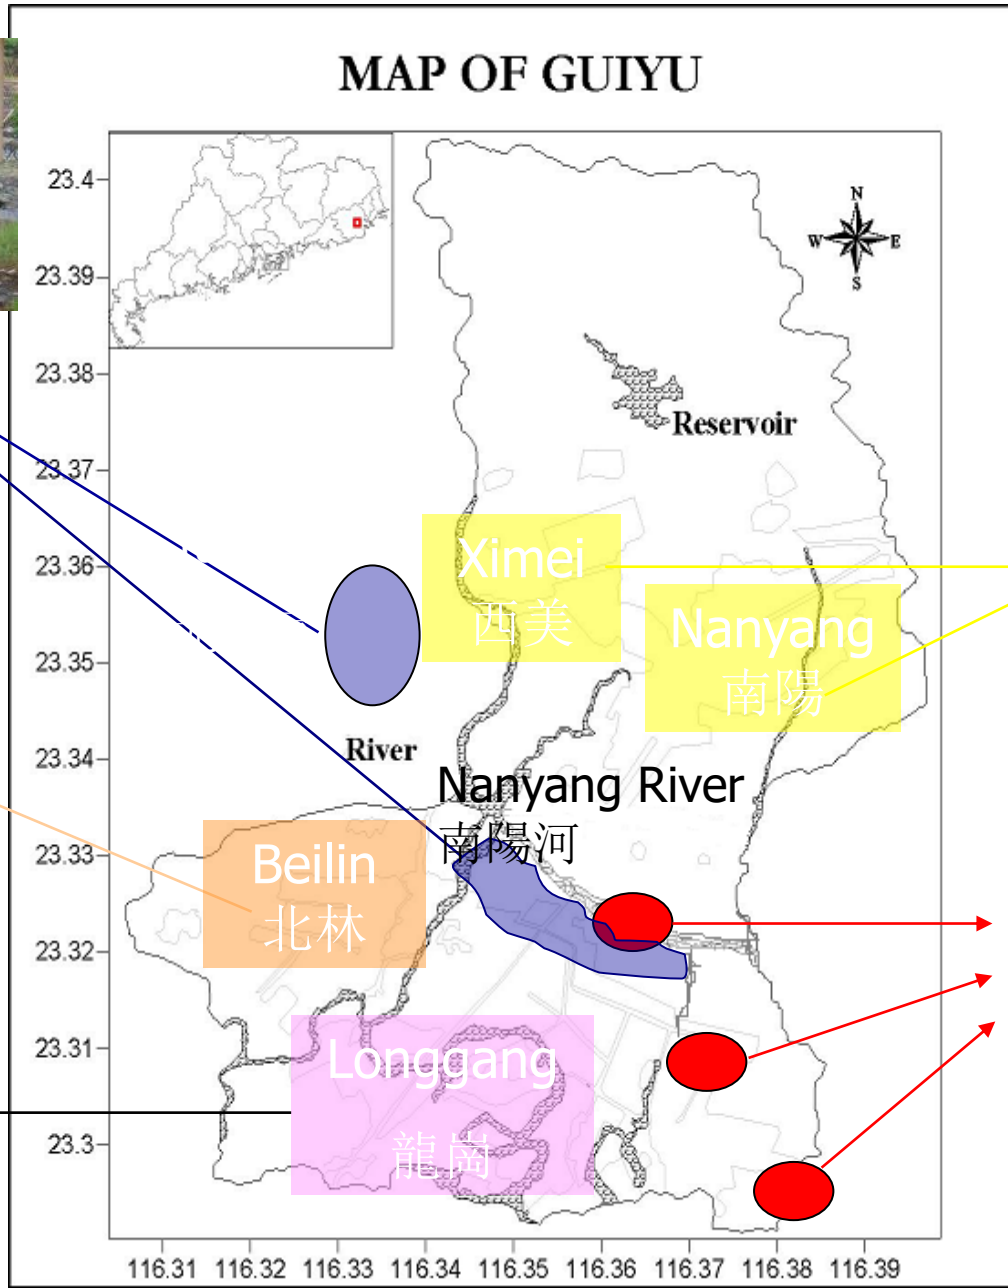 MAP OF GUIYU
N
W
E
S
23.4
23.39
23.38
23.37
23.36
23.35
23.34
23.33
23.32
23.31
23.3
Reservoir
Ximei
西美
Nanyang
南陽
River
Nanyang River
南陽河
Beilin
北林
Longgang
龍崗
116.31 116.32 116.33 116.34 116.35 116.36 116.37 116.38 116.39